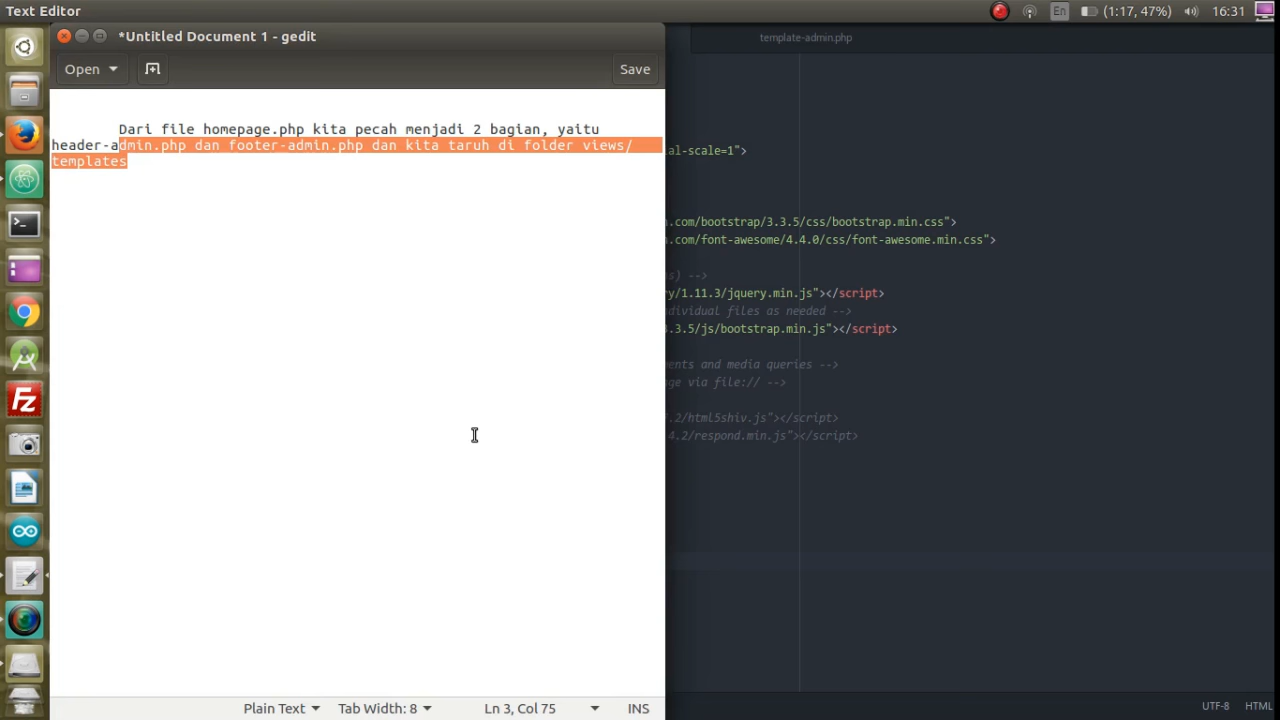 Text Editor
En
(1:17, 47%)
16:31
*Untitled Document 1 - gedit
template-admin.php
Open
Save
Dari file homepage.php kita pecah menjadi 2 bagian, yaitu
header-admin.php dan footer-admin.php dan kita taruh di folder views/
templates
al-scale=1">
.com/bootstrap/3.3.5/css/bootstrap.min.css">
.com/font-awesome/4.4.0/css/font-awesome.min.css">
s) -->
y/1.11.3/jquery.min.js"></script>
dividual files as needed -->
.3.5/js/bootstrap.min.js"></script>
ments and media queries -->
ge via file:// -->
.2/html5shiv.js"></script>
4.2/respond.min.js"></script>
Plain Text
Tab Width: 8
Ln 3, Col 75
INS
UTF-8
HTML